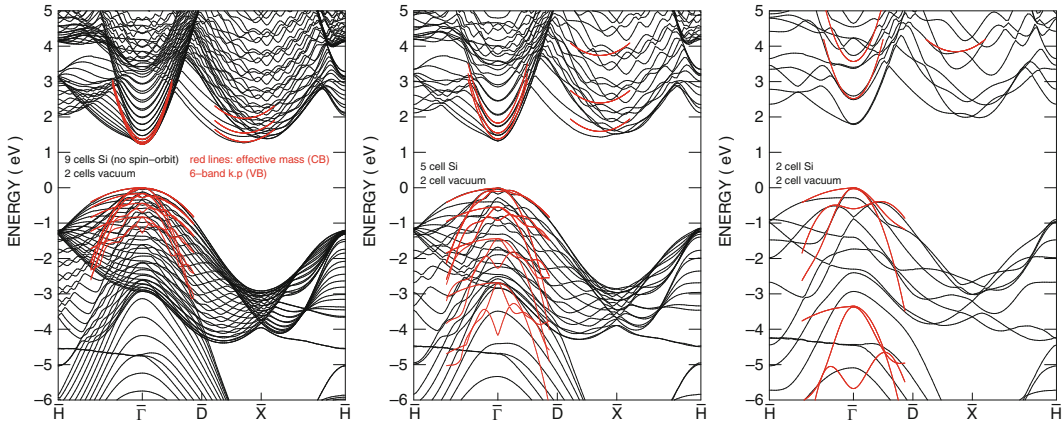 5
4
3
2
1
0
−1
−2
−3
−4
−5
−6
ENERGY ( eV)
9 cells Si (no spin−orbit)
2 cells vacuum
red lines: effective mass (CB)
6−band k.p (VB)
H̅ Γ̅ D̅ X̅ H̅
5
4
3
2
1
0
−1
−2
−3
−4
−5
−6
ENERGY ( eV)
5 cell Si
2 cell vacuum
H̅ Γ̅ D̅ X̅ H̅
5
4
3
2
1
0
−1
−2
−3
−4
−5
−6
ENERGY ( eV)
2 cell Si
2 cell vacuum
H̅ Γ̅ D̅ X̅ H̅